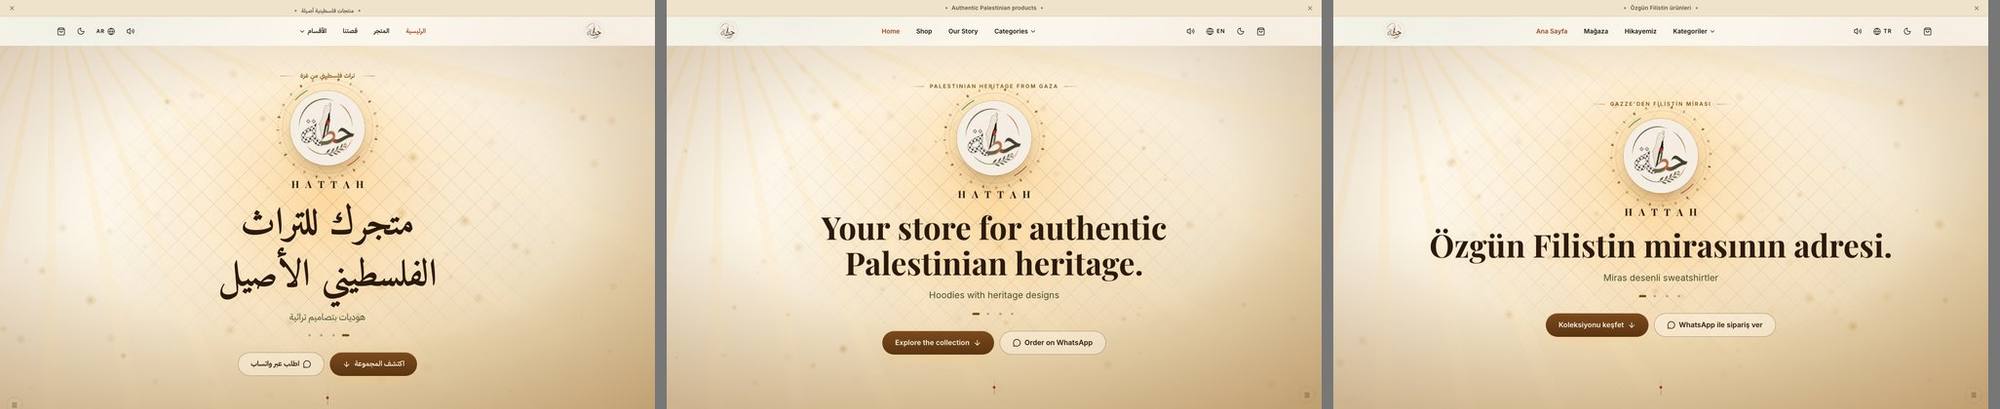 منتجات فلسطينية أصيلة
الرئيسية المتجر قصتنا الأقسام AR
تراث فلسطيني من غزة
حطة
HATTAH
متجرك للتراث
الفلسطيني الأصيل
هوديات بتصاميم تراثية
اكتشف المجموعة اطلب عبر واتساب
Authentic Palestinian products
Home Shop Our Story Categories EN
PALESTINIAN HERITAGE FROM GAZA
حطة
HATTAH
Your store for authentic
Palestinian heritage.
Hoodies with heritage designs
Explore the collection Order on WhatsApp
Özgün Filistin ürünleri
Ana Sayfa Mağaza Hikayemiz Kategoriler TR
GAZZE'DEN FİLİSTİN MİRASI
حطة
HATTAH
Özgün Filistin mirasının adresi.
Miras desenli sweatshirtler
Koleksiyonu keşfet WhatsApp ile sipariş ver